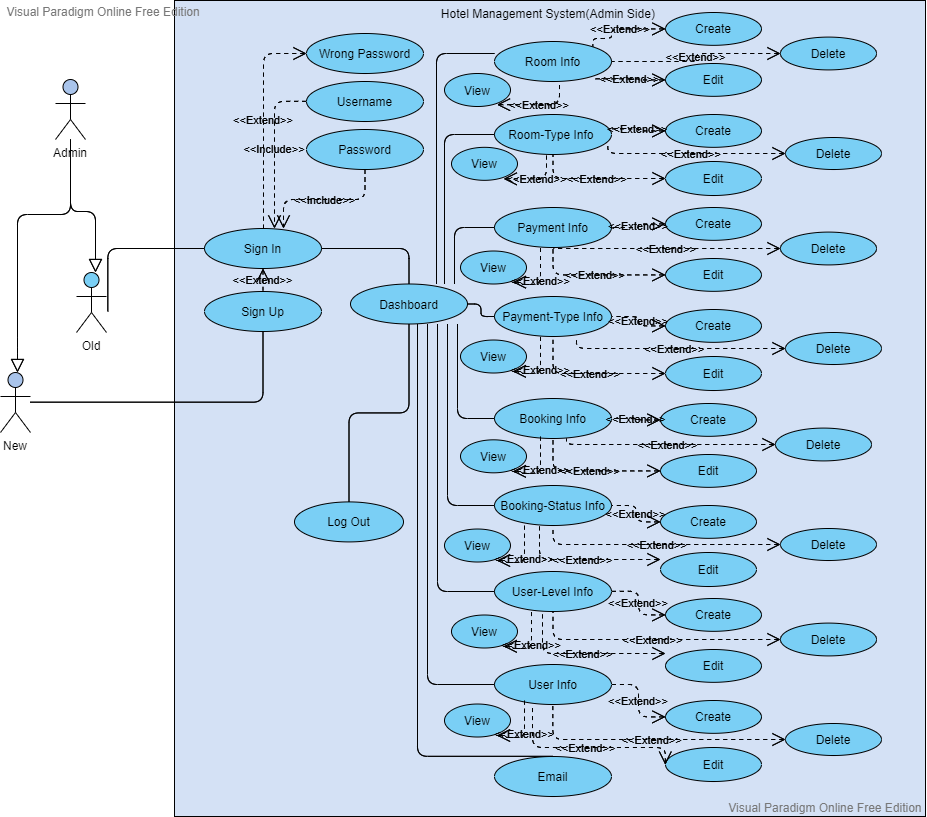 Visual Paradigm Online Free Edition
Hotel Management System(Admin Side)
Admin
Old
New
Wrong Password
Username
Password
<<Extend>>
<<Include>>
<<Include>>
Sign In
<<Extend>>
Sign Up
Dashboard
Log Out
Room Info
<<Extend>>
Create
<<Extend>>
Delete
<<Extend>>
Edit
View
<<Extend>>
Room-Type Info
<<Extend>>
Create
<<Extend>>
Delete
View
<<Extend>>
<<Extend>>
Edit
Payment Info
<<Extend>>
Create
<<Extend>>
Delete
View
<<Extend>>
<<Extend>>
Edit
Payment-Type Info
<<Extend>>
Create
<<Extend>>
Delete
View
<<Extend>>
<<Extend>>
Edit
Booking Info
<<Extend>>
Create
<<Extend>>
Delete
View
<<Extend>>
<<Extend>>
Edit
Booking-Status Info
<<Extend>>
Create
<<Extend>>
Delete
View
<<Extend>>
<<Extend>>
Edit
User-Level Info
<<Extend>>
Create
<<Extend>>
Delete
View
<<Extend>>
<<Extend>>
Edit
User Info
<<Extend>>
Create
<<Extend>>
Delete
View
<<Extend>>
<<Extend>>
Edit
Email
Visual Paradigm Online Free Edition